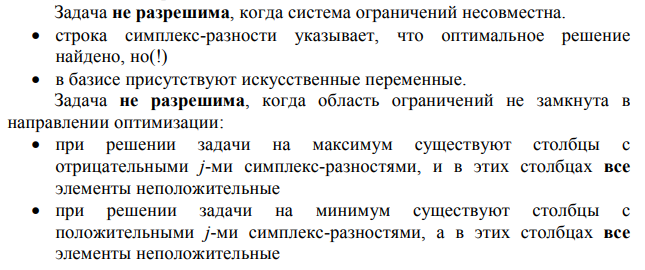 Задача не разрешима, когда система ограничений несовместна.
• строка симплекс-разности указывает, что оптимальное решение
найдено, но(!)
• в базисе присутствуют искусственные переменные.
Задача не разрешима, когда область ограничений не замкнута в
направлении оптимизации:
• при решении задачи на максимум существуют столбцы с
отрицательными j-ми симплекс-разностями, и в этих столбцах все
элементы неположительные
• при решении задачи на минимум существуют столбцы с
положительными j-ми симплекс-разностями, а в этих столбцах все
элементы неположительные